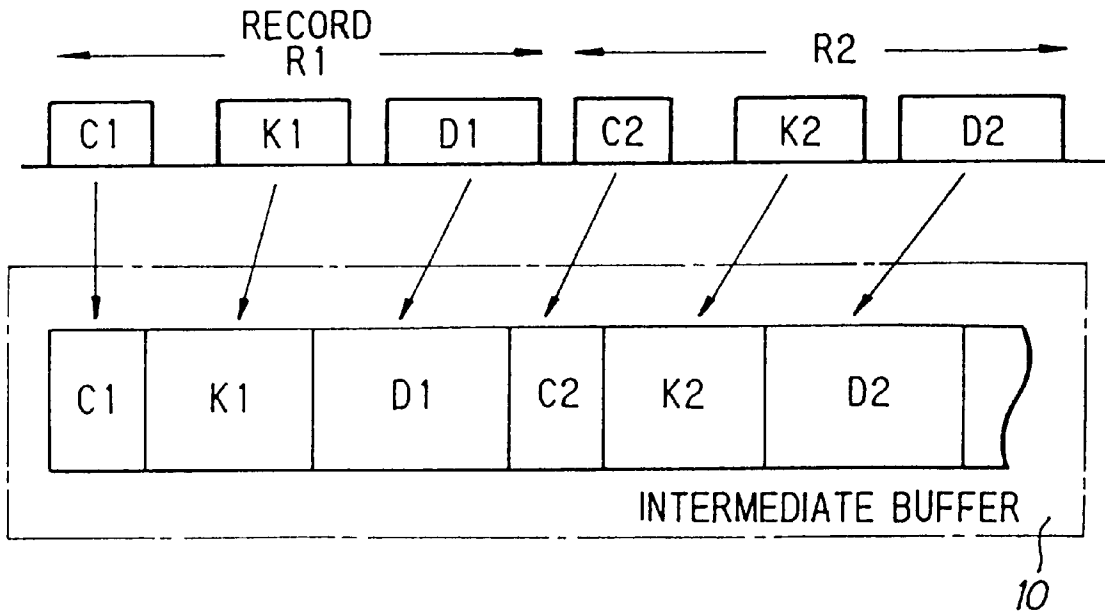 RECORD
R1 R2
C1 K1 D1 C2 K2 D2
C1 K1 D1 C2 K2 D2
INTERMEDIATE BUFFER
10